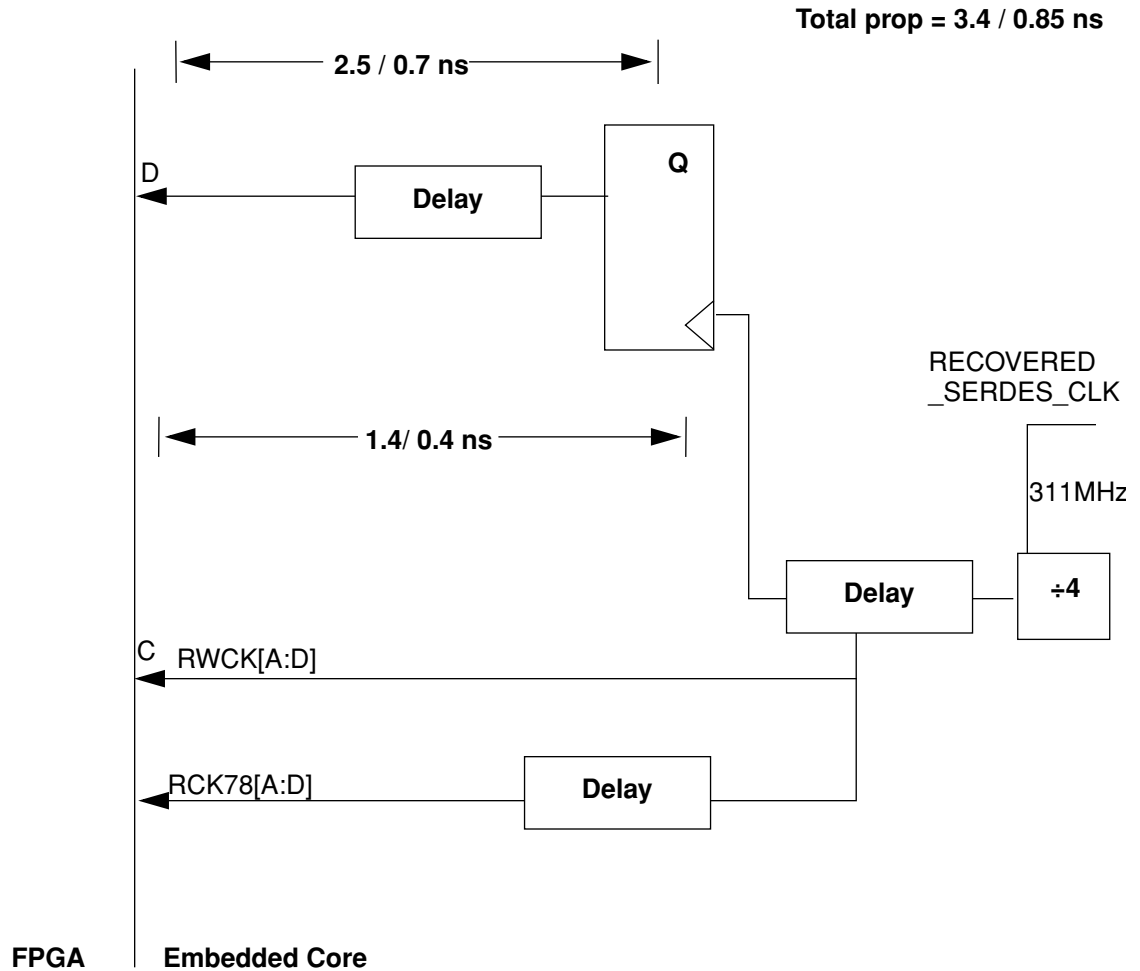 Total prop = 3.4 / 0.85 ns
2.5 / 0.7 ns
Q
D
Delay
RECOVERED
_SERDES_CLK
1.4/ 0.4 ns
311MHz
÷4
Delay
C
RWCK[A:D]
RCK78[A:D]
Delay
FPGA
Embedded Core